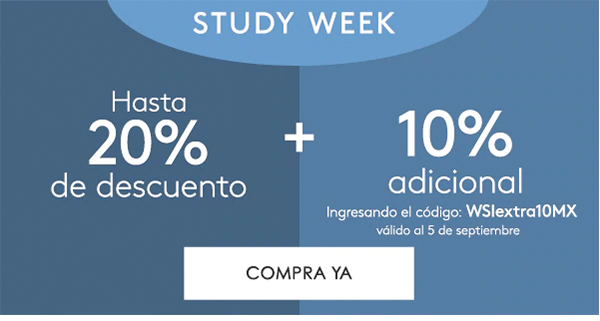 STUDY WEEK
Hasta
20%
de descuento
+
10%
adicional
Ingresando el código: WSIextra10MX
válido al 5 de septiembre
COMPRA YA